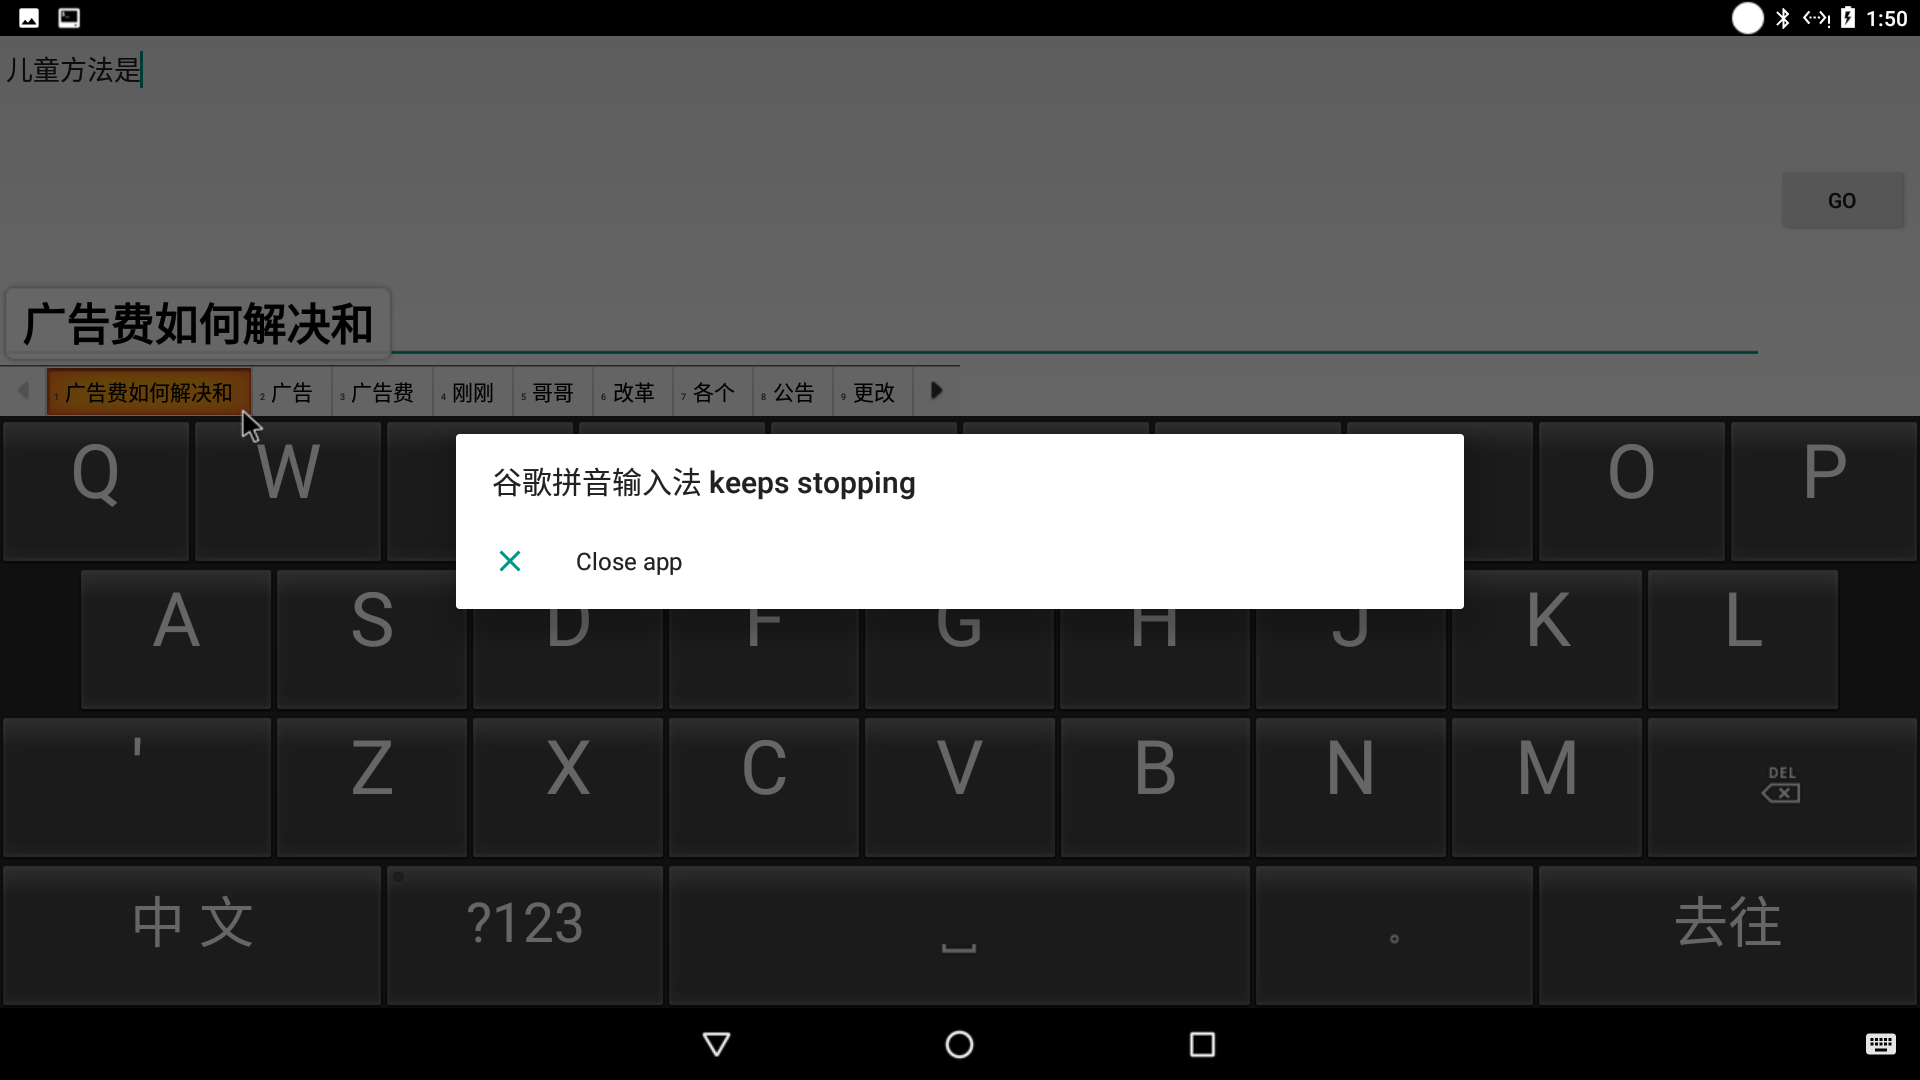 1:50
儿童方法是
GO
广告费如何解决和
1 广告费如何解决和 2 广告 3 广告费 4 刚刚 5 哥哥 6 改革 7 各个 8 公告 9 更改
Q W O P
谷歌拼音输入法 keeps stopping
Close app
A S D F G H J K L
' Z X C V B N M DEL
中文 ?123 。 去往